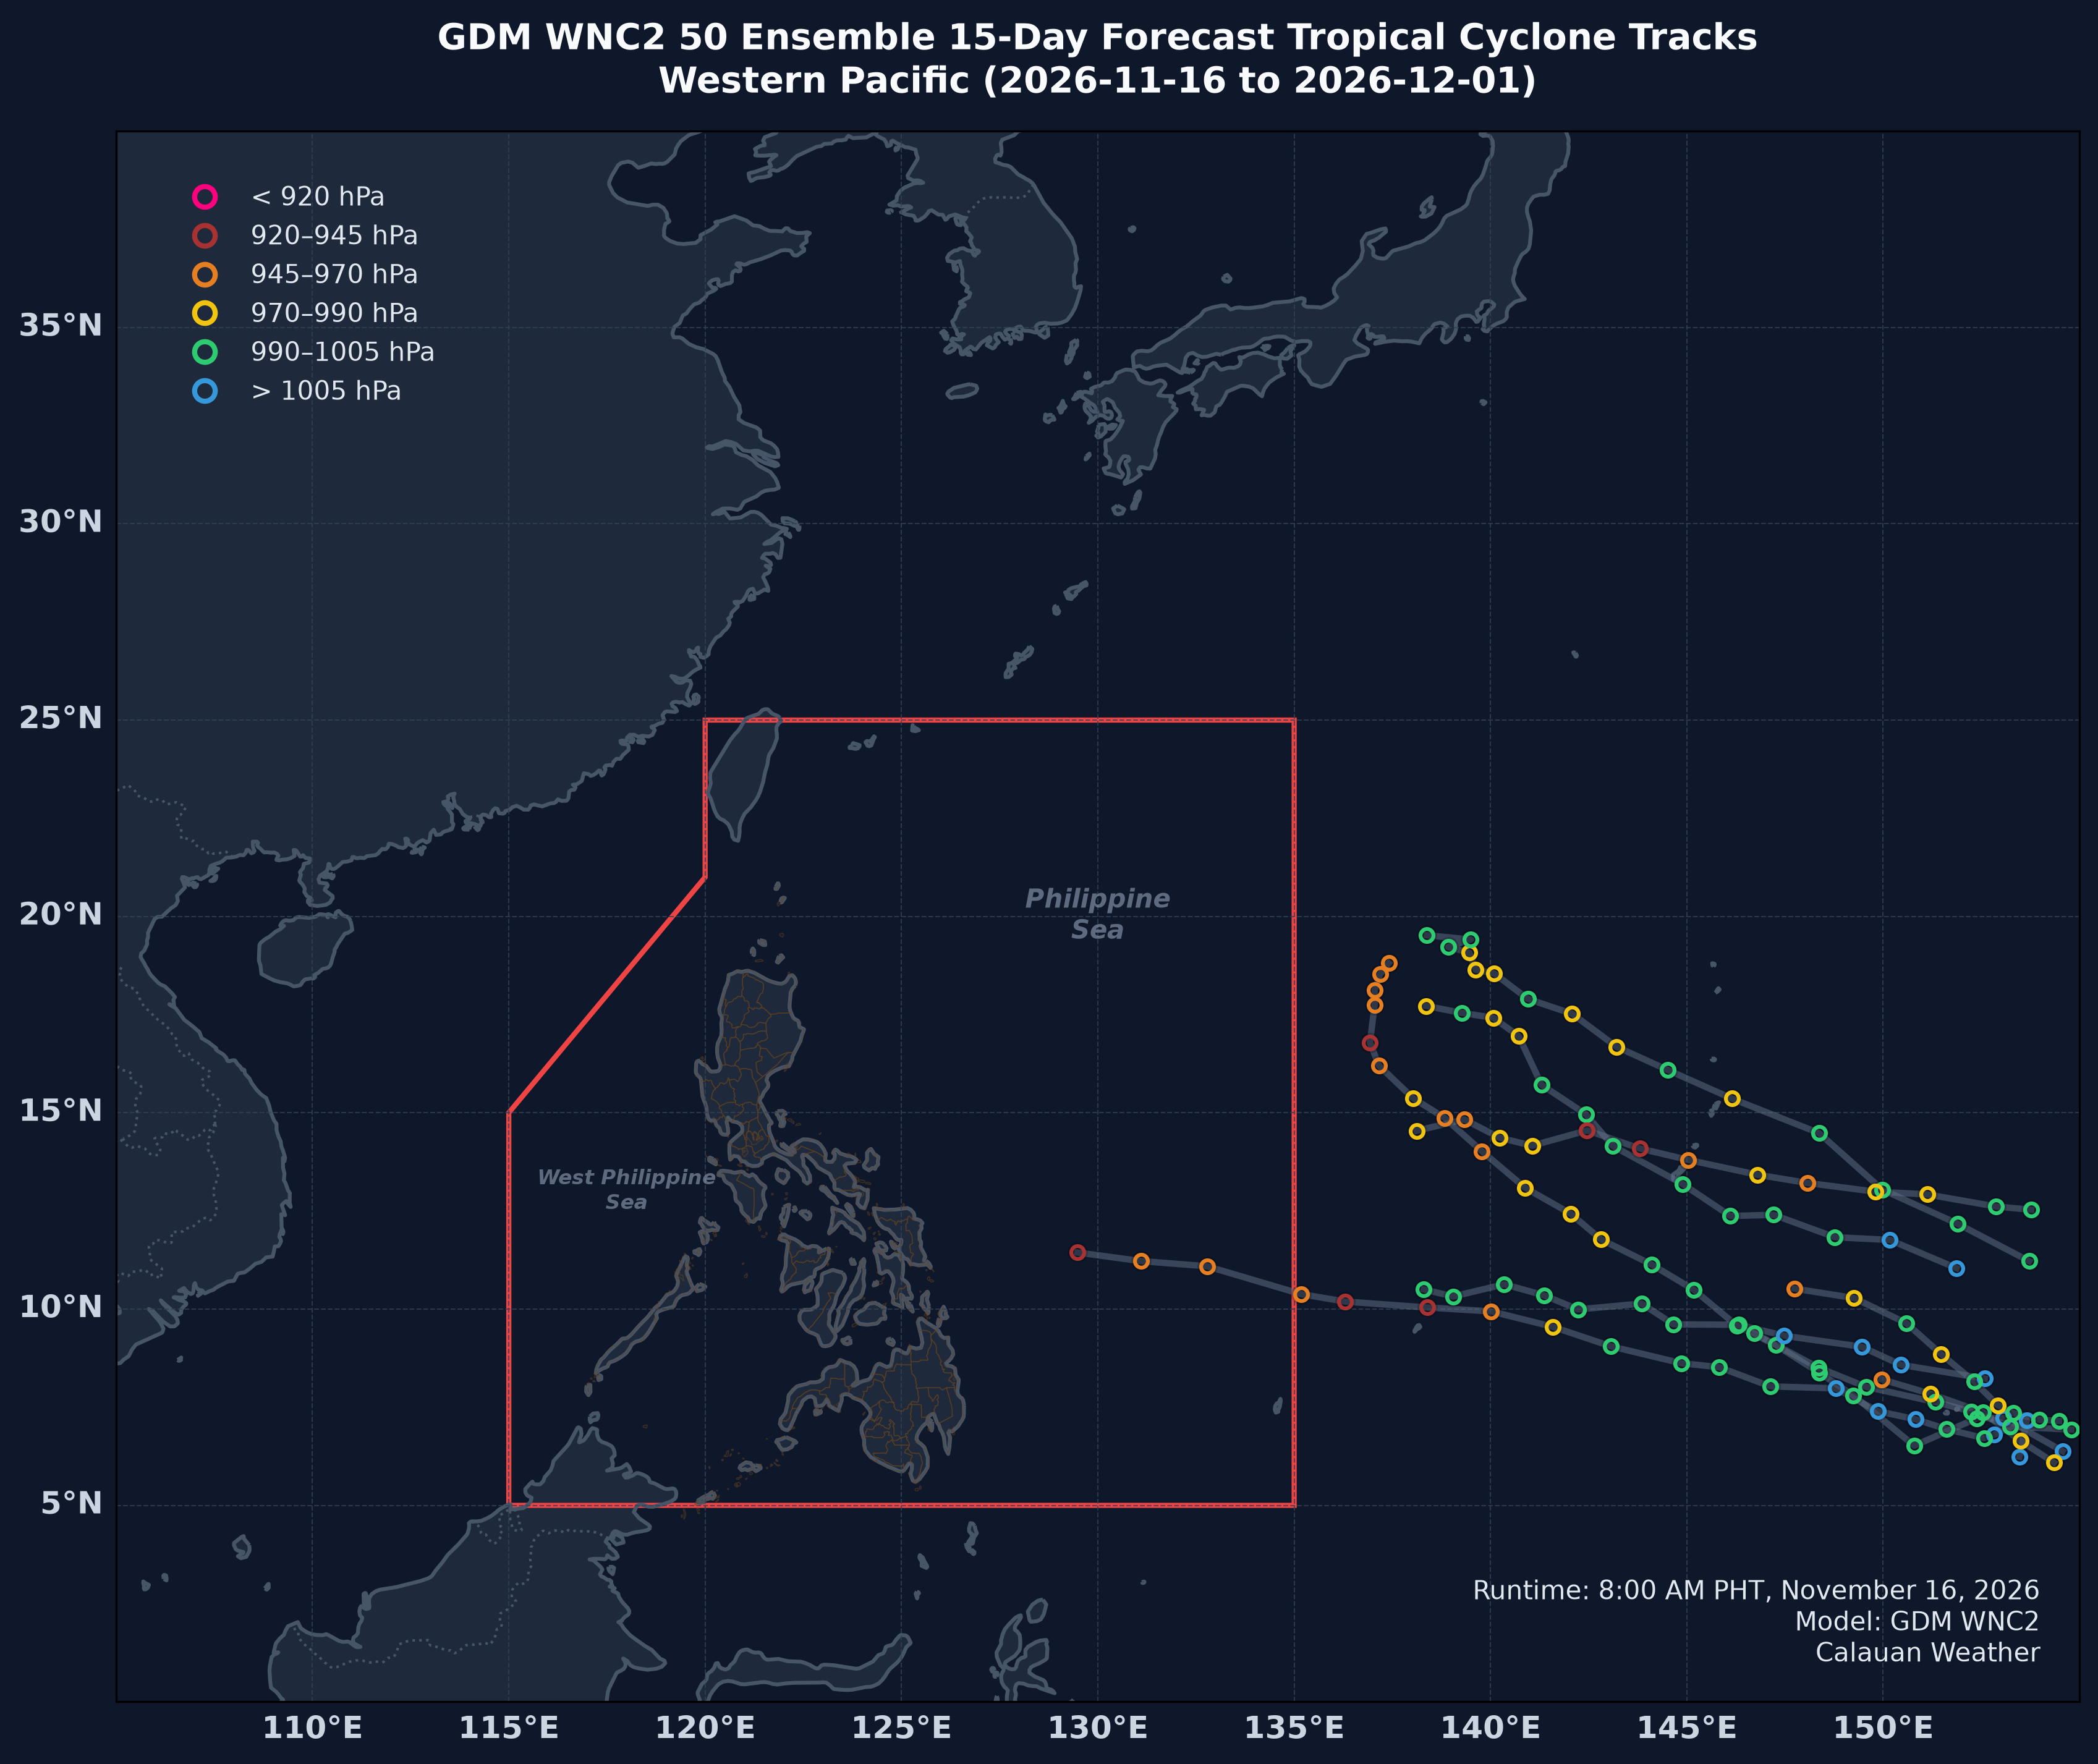 GDM WNC2 50 Ensemble 15-Day Forecast Tropical Cyclone Tracks
Western Pacific (2026-11-16 to 2026-12-01)
< 920 hPa
920–945 hPa
945–970 hPa
970–990 hPa
990–1005 hPa
> 1005 hPa
35°N
30°N
25°N
20°N
15°N
10°N
5°N
Philippine
Sea
West Philippine
Sea
Runtime: 8:00 AM PHT, November 16, 2026
Model: GDM WNC2
Calauan Weather
110°E
115°E
120°E
125°E
130°E
135°E
140°E
145°E
150°E